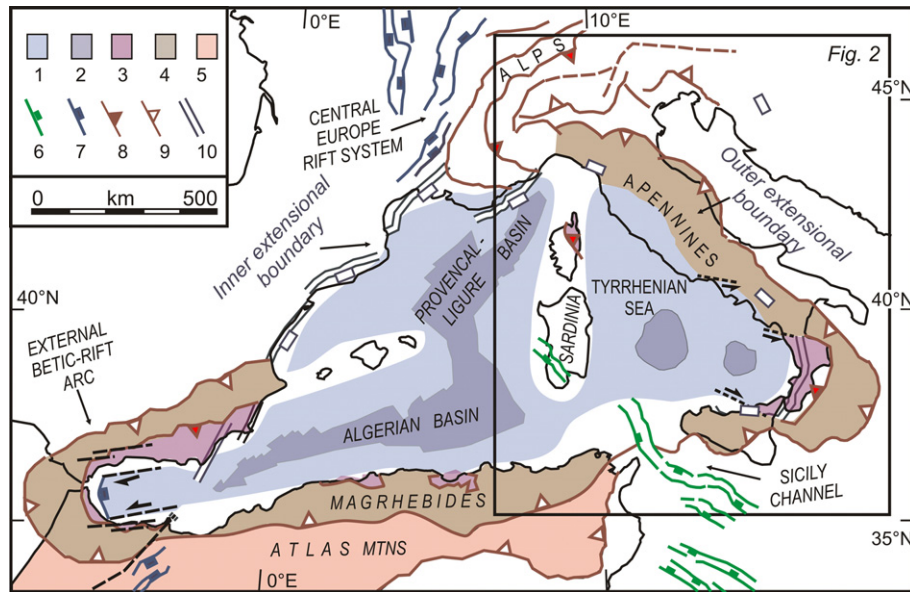 0°E
10°E
1 2 3 4 5
6 7 8 9 10
0 km 500
Fig. 2
45°N
ALPS
CENTRAL
EUROPE
RIFT SYSTEM
Inner extensional
boundary
Outer extensional
boundary
APENNINES
PROVENCAL-
LIGURE BASIN
40°N
40°N
TYRRHENIAN
SEA
SARDINIA
EXTERNAL
BETIC-RIFT
ARC
ALGERIAN BASIN
MAGRHEBIDES
SICILY
CHANNEL
ATLAS MTNS
35°N
0°E